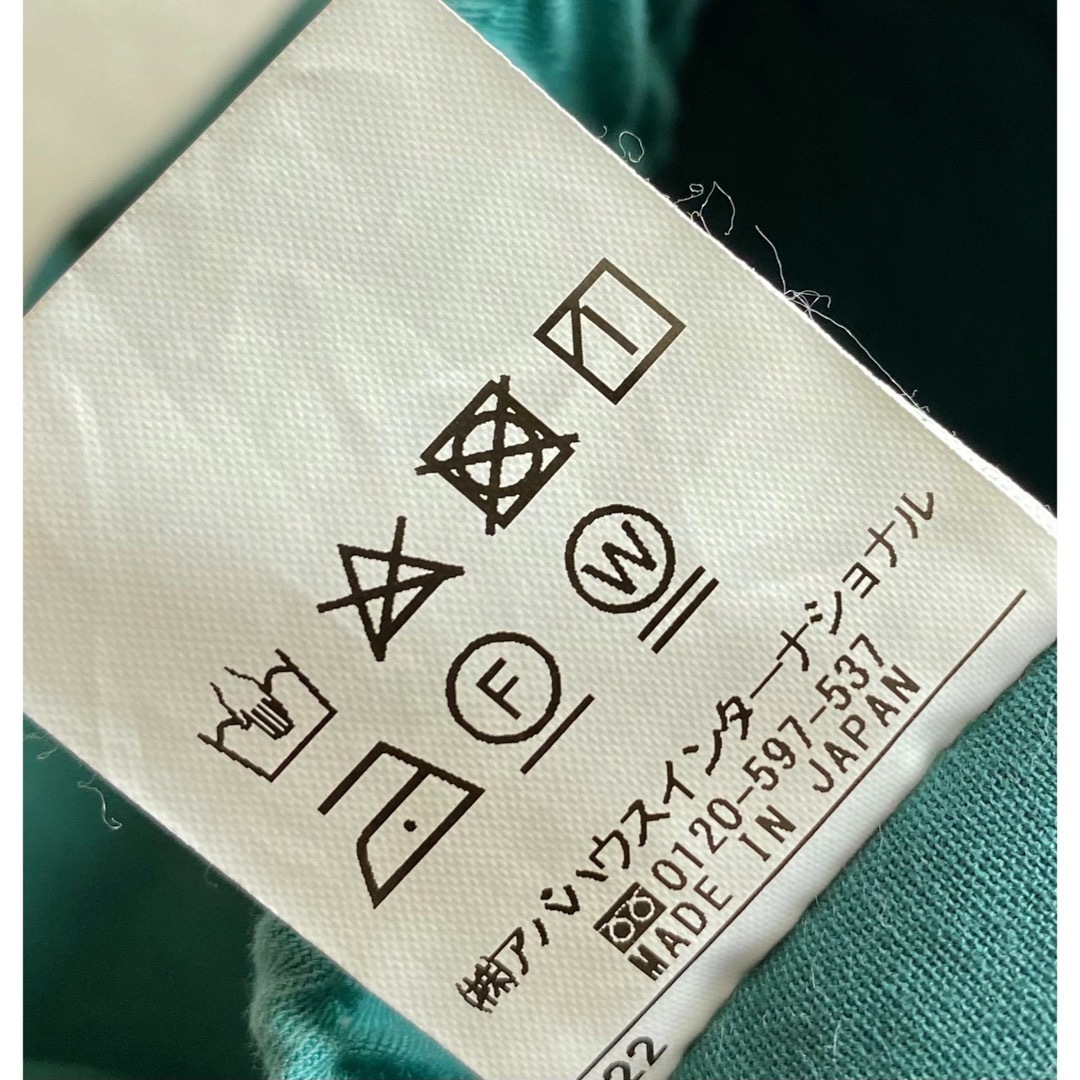 F W
㈱アバハウスインターナショナル
0120-597-537
MADE IN JAPAN
22